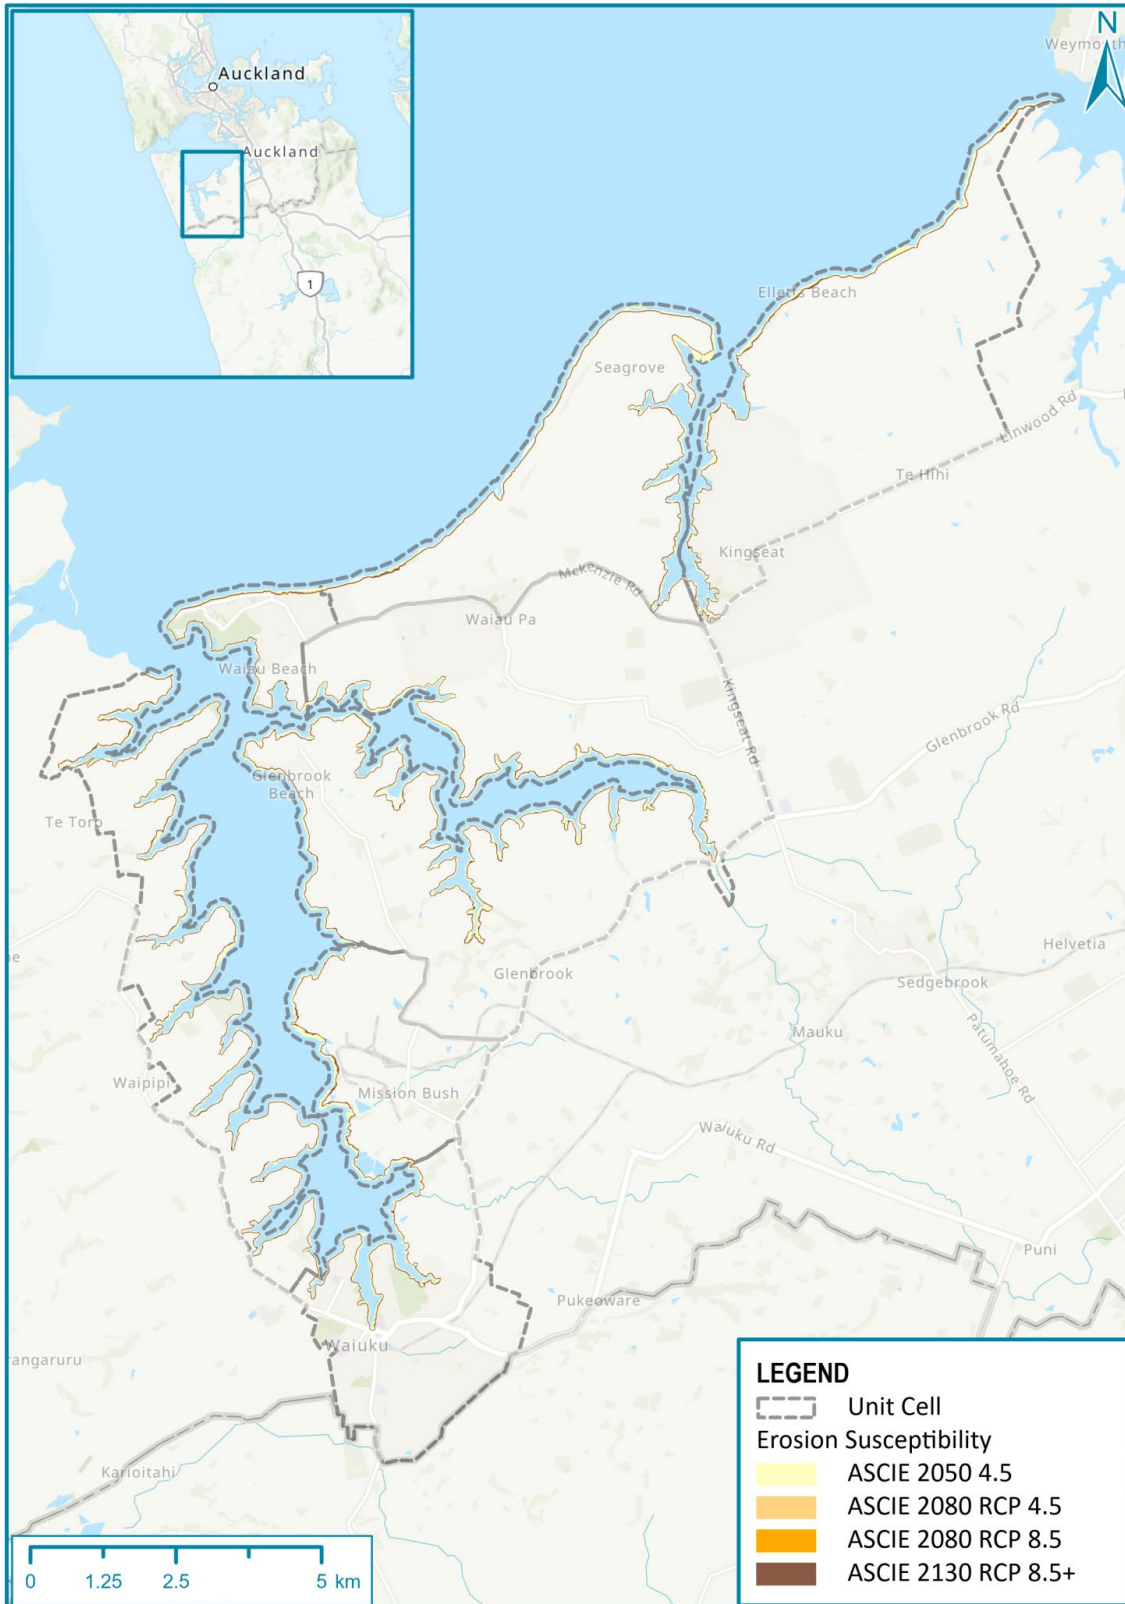 Auckland
Auckland
1
N
Weymouth
Elletts Beach
Seagrove
Linwood Rd
Te Hihi
Kingseat
Mckenzie Rd
Waiau Pa
Waiau Beach
Kingseat Rd
Glenbrook Rd
Glenbrook
Beach
Te Toro
Helvetia
Glenbrook
Sedgebrook
Mauku
Patumahoe Rd
Waipipi
Mission Bush
Waiuku Rd
Puni
Pukeoware
Waiuku
rangaruru
Karioitahi
LEGEND
Unit Cell
Erosion Susceptibility
ASCIE 2050 4.5
ASCIE 2080 RCP 4.5
ASCIE 2080 RCP 8.5
ASCIE 2130 RCP 8.5+
0 1.25 2.5 5 km